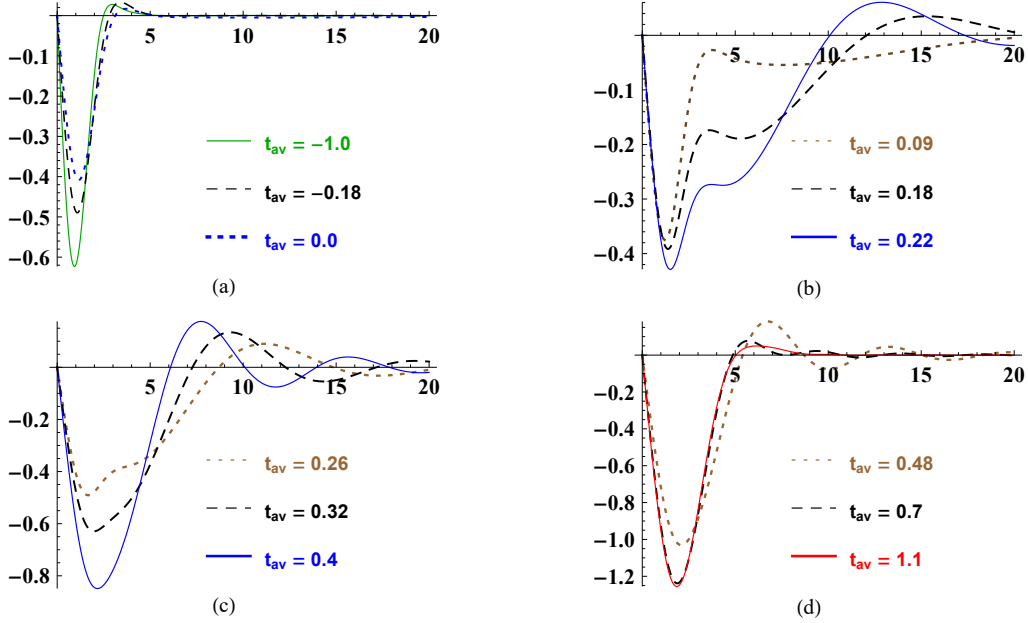 5 10 15 20
−0.1
−0.2
−0.3
−0.4
−0.5
−0.6
t_av = −1.0
t_av = −0.18
t_av = 0.0
(a)
5 10 15 20
−0.1
−0.2
−0.3
−0.4
t_av = 0.09
t_av = 0.18
t_av = 0.22
(b)
5 10 15 20
−0.2
−0.4
−0.6
−0.8
t_av = 0.26
t_av = 0.32
t_av = 0.4
(c)
5 10 15 20
−0.2
−0.4
−0.6
−0.8
−1.0
−1.2
t_av = 0.48
t_av = 0.7
t_av = 1.1
(d)